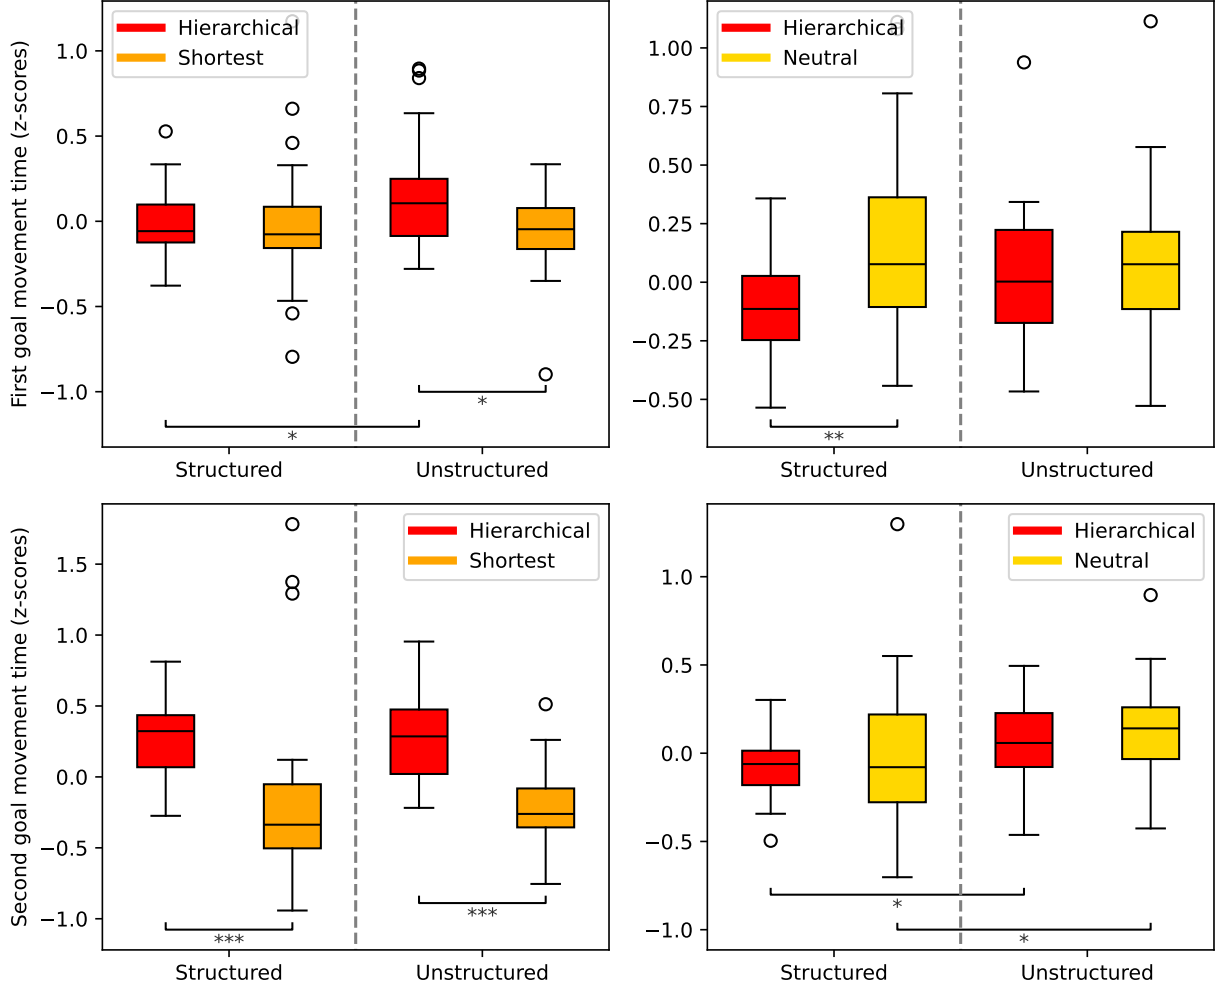 First goal movement time (z-scores)
1.0
0.5
0.0
−0.5
−1.0
Hierarchical
Shortest
*
*
Structured
Unstructured
1.00
0.75
0.50
0.25
0.00
−0.25
−0.50
Hierarchical
Neutral
**
Structured
Unstructured
Second goal movement time (z-scores)
1.5
1.0
0.5
0.0
−0.5
−1.0
Hierarchical
Shortest
***
***
Structured
Unstructured
1.0
0.5
0.0
−0.5
−1.0
Hierarchical
Neutral
*
*
Structured
Unstructured